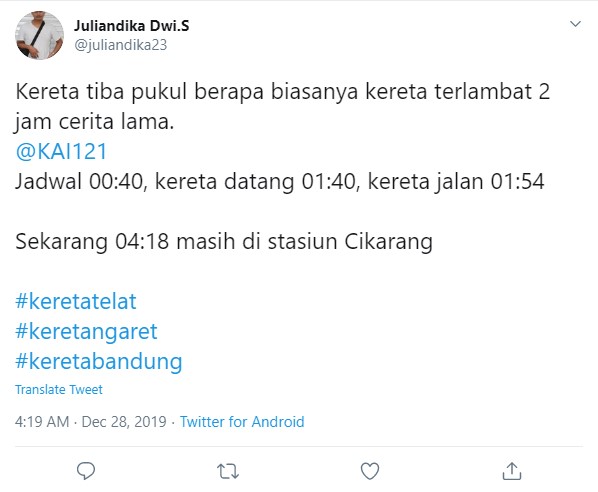 Juliandika Dwi.S
@juliandika23
Kereta tiba pukul berapa biasanya kereta terlambat 2
jam cerita lama.
@KAI121
Jadwal 00:40, kereta datang 01:40, kereta jalan 01:54
Sekarang 04:18 masih di stasiun Cikarang
#keretatelat
#keretangaret
#keretabandung
Translate Tweet
4:19 AM · Dec 28, 2019 · Twitter for Android